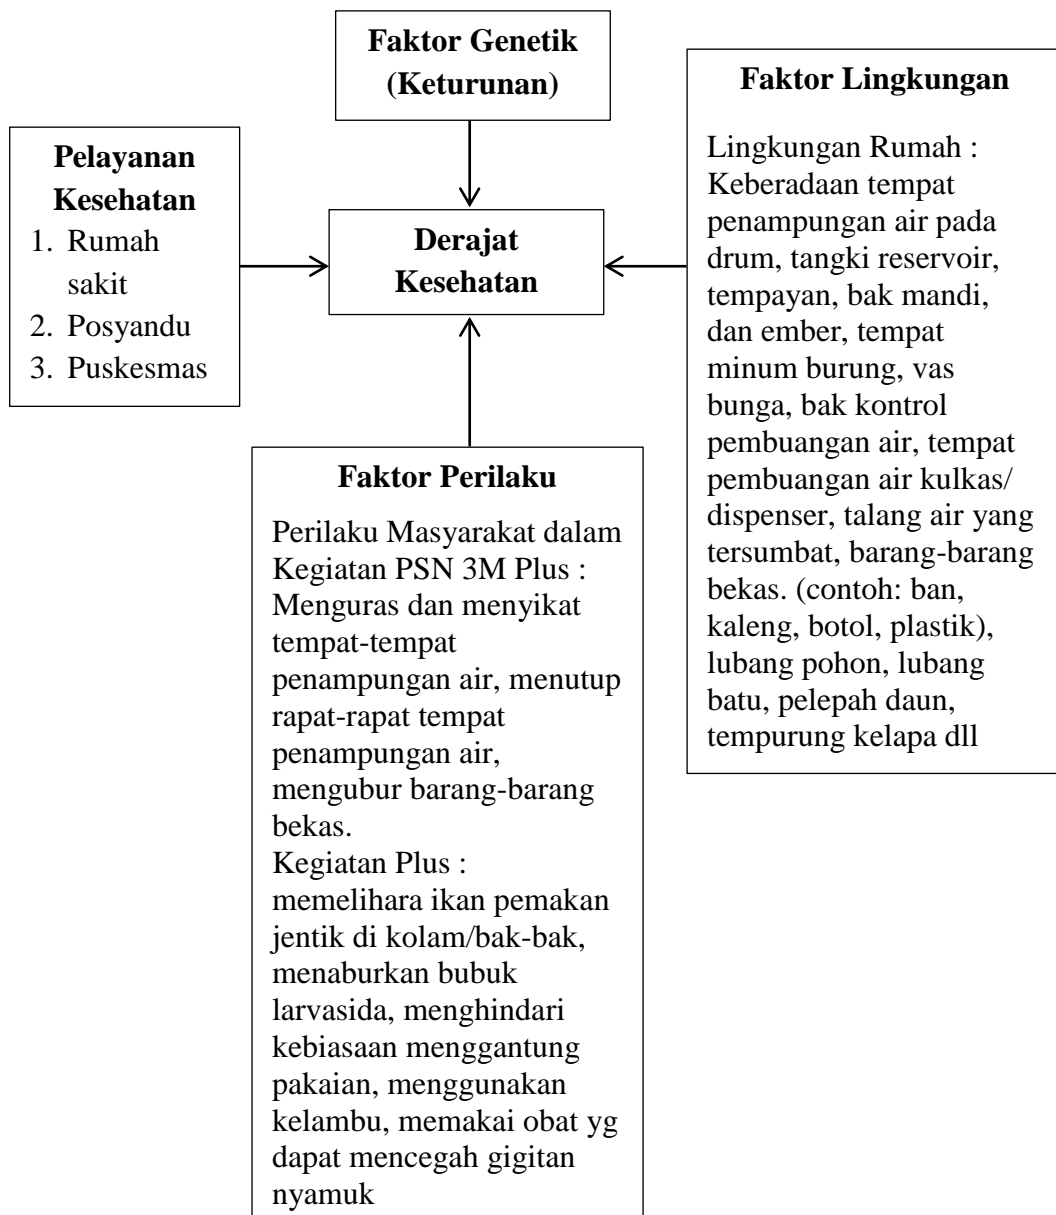 Faktor Genetik
(Keturunan)
Faktor Lingkungan
Lingkungan Rumah :
Keberadaan tempat
penampungan air pada
drum, tangki reservoir,
tempayan, bak mandi,
dan ember, tempat
minum burung, vas
bunga, bak kontrol
pembuangan air, tempat
pembuangan air kulkas/
dispenser, talang air yang
tersumbat, barang-barang
bekas. (contoh: ban,
kaleng, botol, plastik),
lubang pohon, lubang
batu, pelepah daun,
tempurung kelapa dll
Pelayanan
Kesehatan
1. Rumah
sakit
2. Posyandu
3. Puskesmas
Derajat
Kesehatan
Faktor Perilaku
Perilaku Masyarakat dalam
Kegiatan PSN 3M Plus :
Menguras dan menyikat
tempat-tempat
penampungan air, menutup
rapat-rapat tempat
penampungan air,
mengubur barang-barang
bekas.
Kegiatan Plus :
memelihara ikan pemakan
jentik di kolam/bak-bak,
menaburkan bubuk
larvasida, menghindari
kebiasaan menggantung
pakaian, menggunakan
kelambu, memakai obat yg
dapat mencegah gigitan
nyamuk